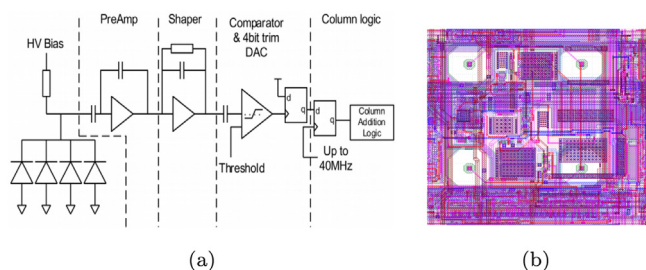 PreAmp
Shaper
Comparator
& 4bit trim
DAC
Column logic
HV Bias
d
q
d
q
Column
Addition
Logic
Threshold
Up to
40MHz
(a)
(b)